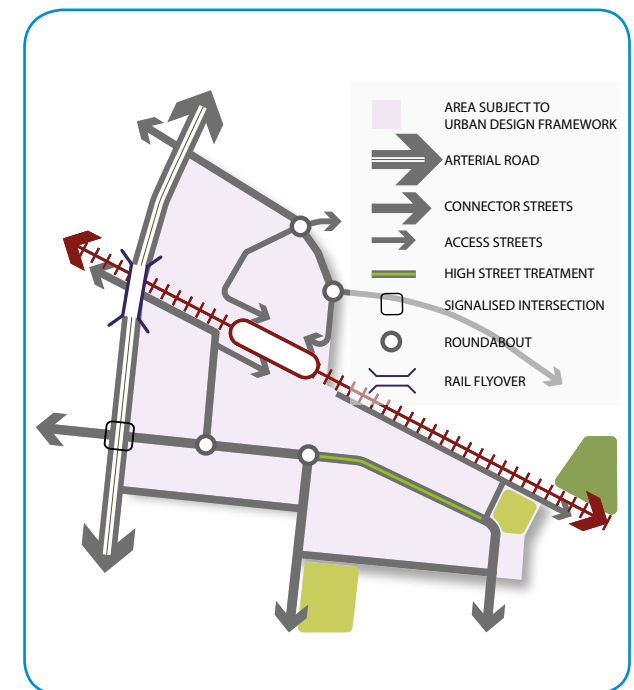 AREA SUBJECT TO
URBAN DESIGN FRAMEWORK
ARTERIAL ROAD
CONNECTOR STREETS
ACCESS STREETS
HIGH STREET TREATMENT
SIGNALISED INTERSECTION
ROUNDABOUT
RAIL FLYOVER